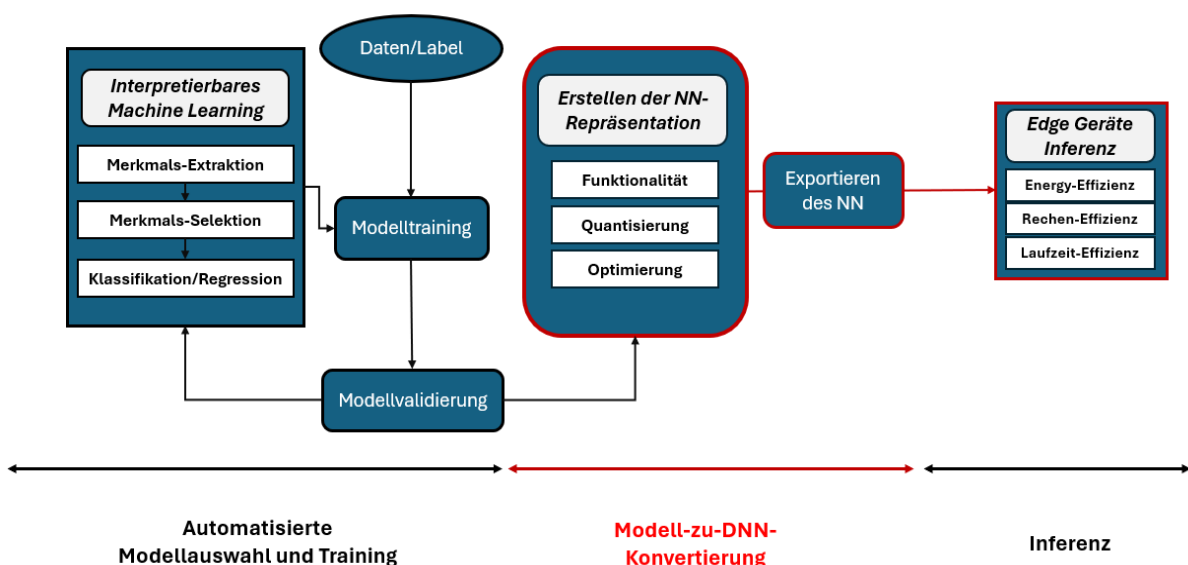 Daten/Label
Interpretierbares
Machine Learning
Merkmals-Extraktion
Merkmals-Selektion
Klassifikation/Regression
Modelltraining
Modellvalidierung
Erstellen der NN-
Repräsentation
Funktionalität
Quantisierung
Optimierung
Exportieren
des NN
Edge Geräte
Inferenz
Energy-Effizienz
Rechen-Effizienz
Laufzeit-Effizienz
Automatisierte
Modellauswahl und Training
Modell-zu-DNN-
Konvertierung
Inferenz